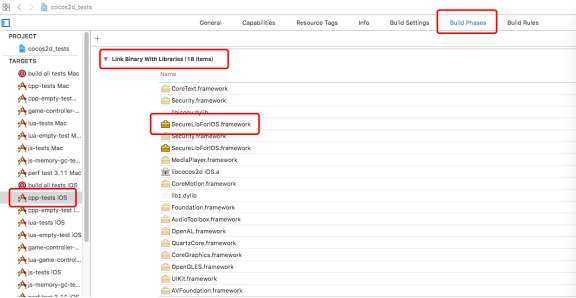 cocos2d_tests
General Capabilities Resource Tags Info Build Settings Build Phases Build Rules
PROJECT
cocos2d_tests
TARGETS
build all tests Mac
cpp-tests Mac
cpp-empty-test...
game-controller-...
lua-tests Mac
lua-empty-test M...
js-tests Mac
js-memory-gc-te...
perf test 3.11 Mac
build all tests iOS
cpp-tests iOS
cpp-empty-test...
lua-tests iOS
lua-empty-test iOS
game-controller-...
lua-game-control...
js-tests iOS
js-memory-gc-te...
perf test 3.11 iOS
+
Link Binary With Libraries (18 items)
Name
CoreText.framework
Security.framework
libiconv.dylib
SecureLibForIOS.framework
Security.framework
SecureLibForIOS.framework
MediaPlayer.framework
libcocos2d iOS.a
CoreMotion.framework
libz.dylib
Foundation.framework
AudioToolbox.framework
OpenAL.framework
QuartzCore.framework
CoreGraphics.framework
OpenGLES.framework
UIKit.framework
AVFoundation.framework